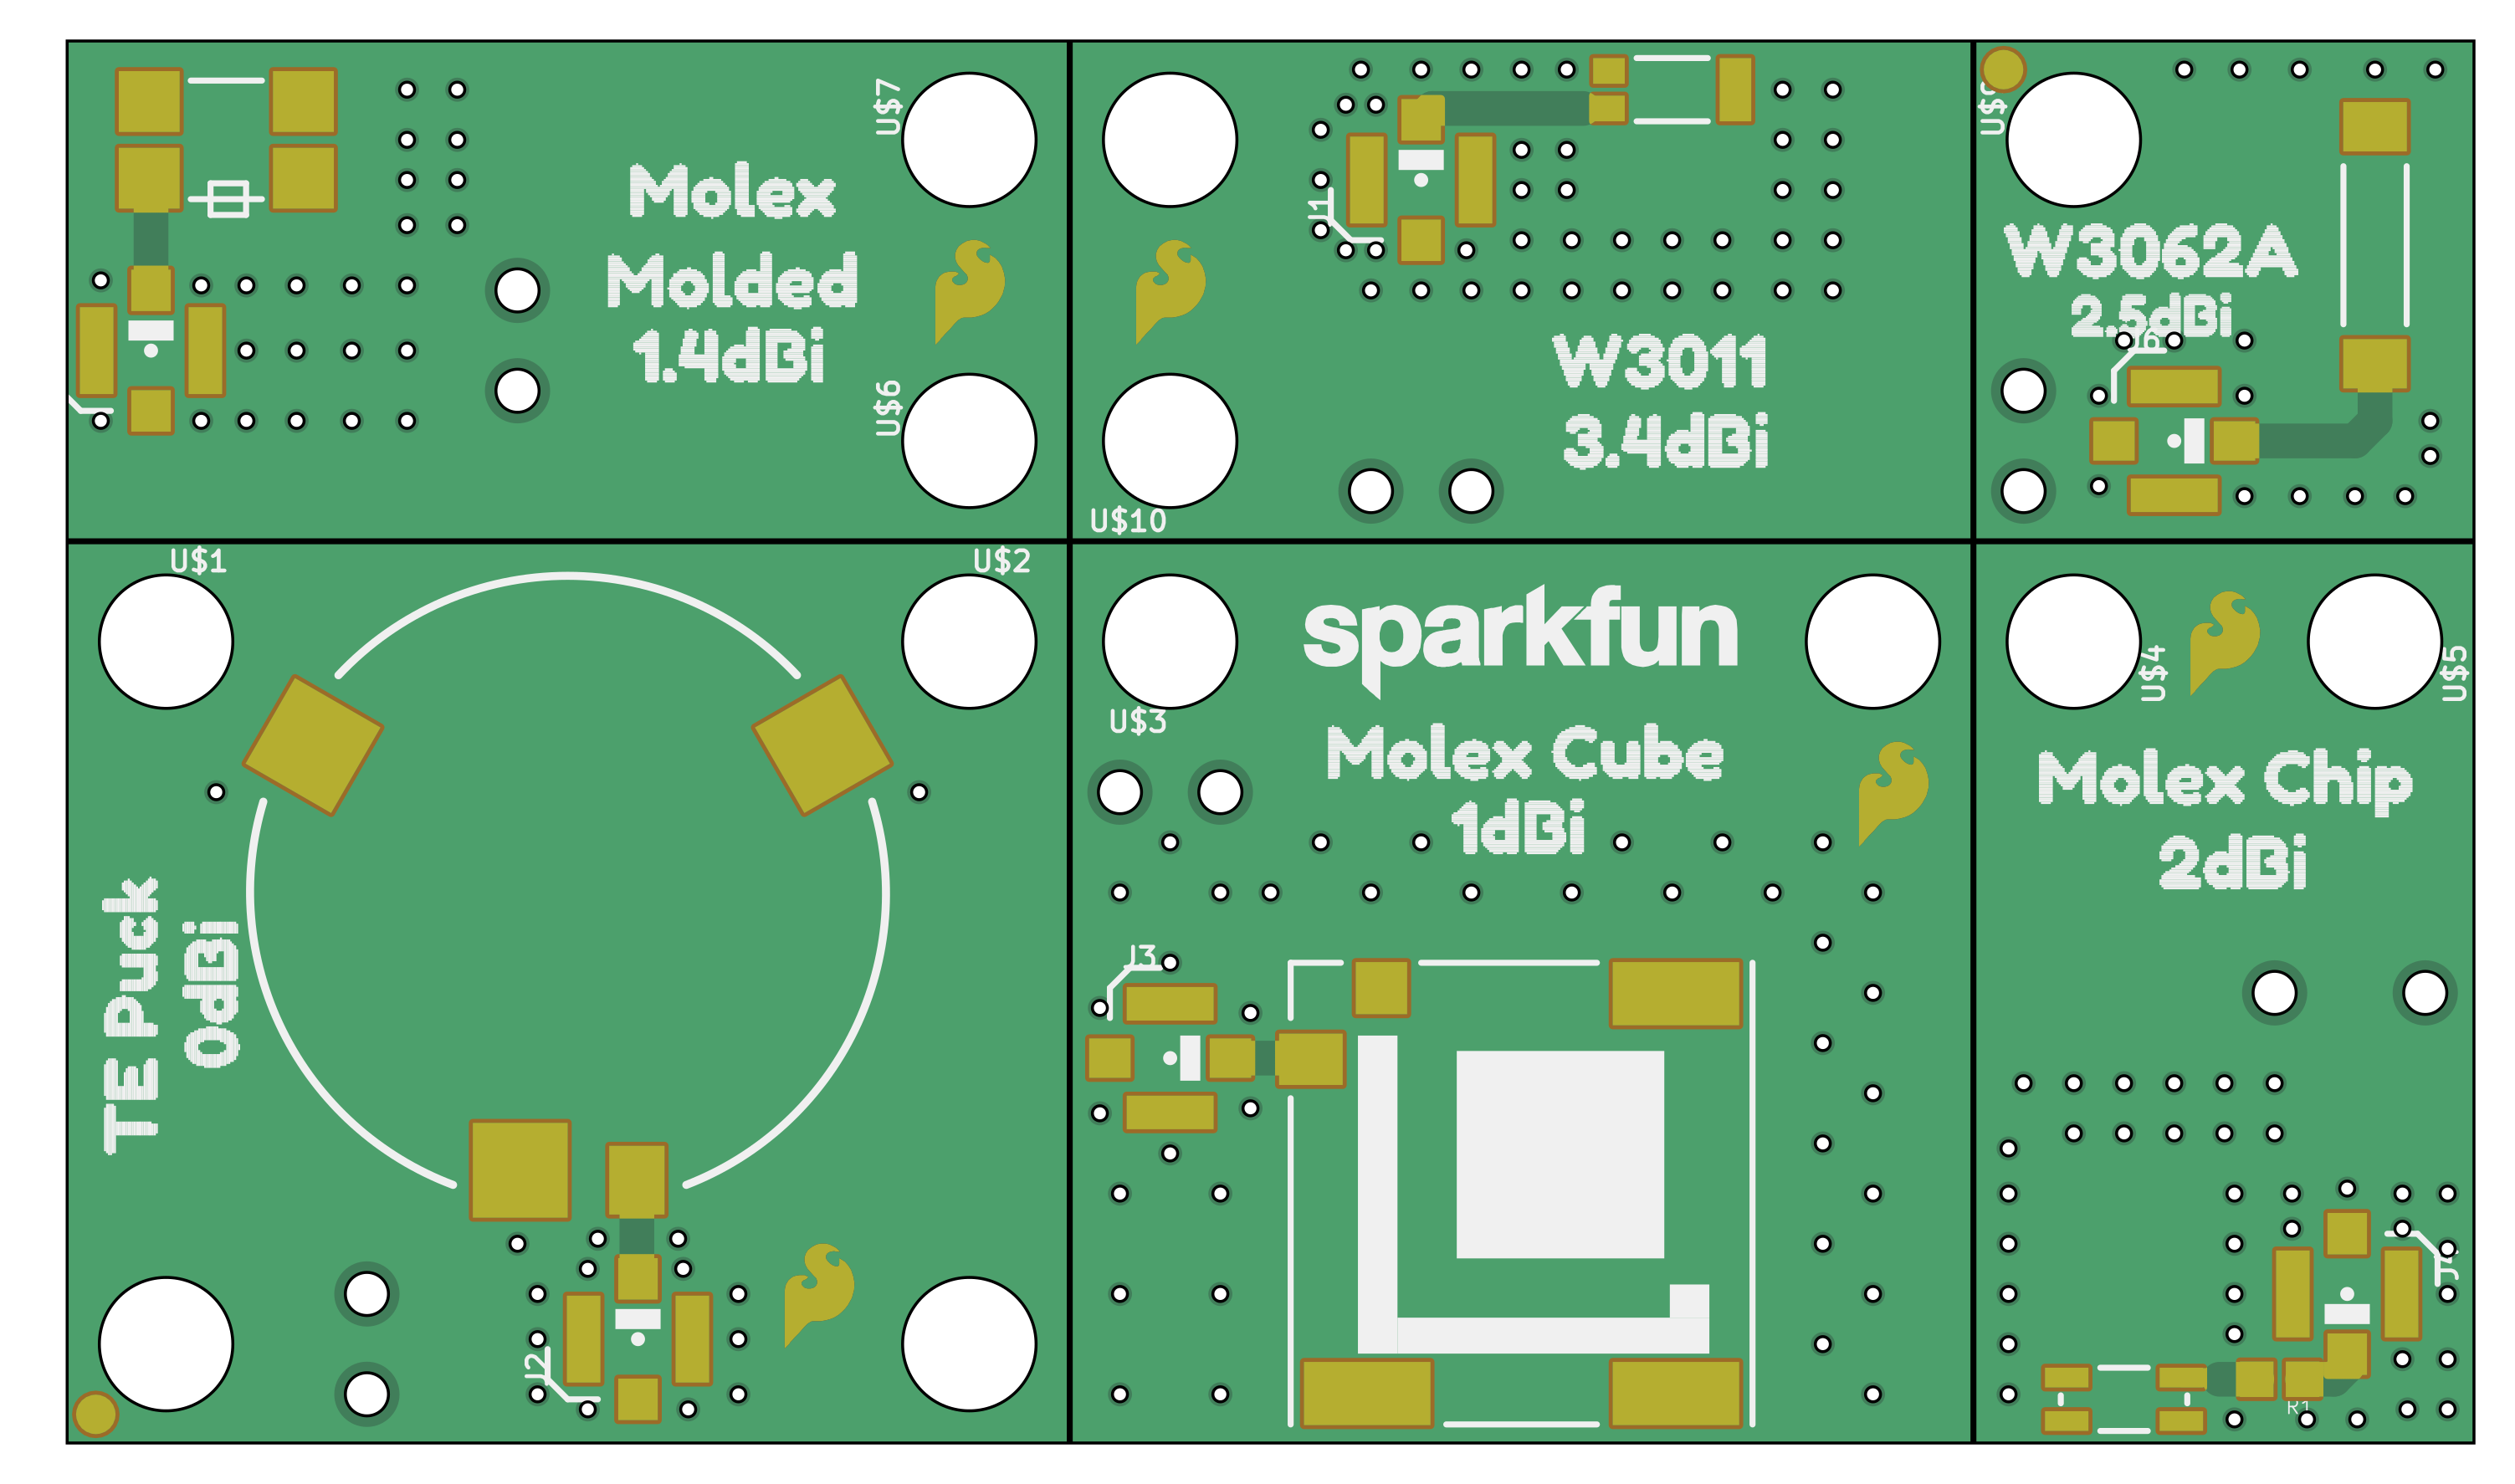 U$7
Molex
Molded
1.4dBi
U$6
J1
W3011
3.4dBi
U$10
W3062A
2.5dBi
J6
U$1
U$2
TE Puck
0dBi
J2
sparkfun
U$3
Molex Cube
1dBi
J3
U$4
U$5
Molex Chip
2dBi
J4
R1